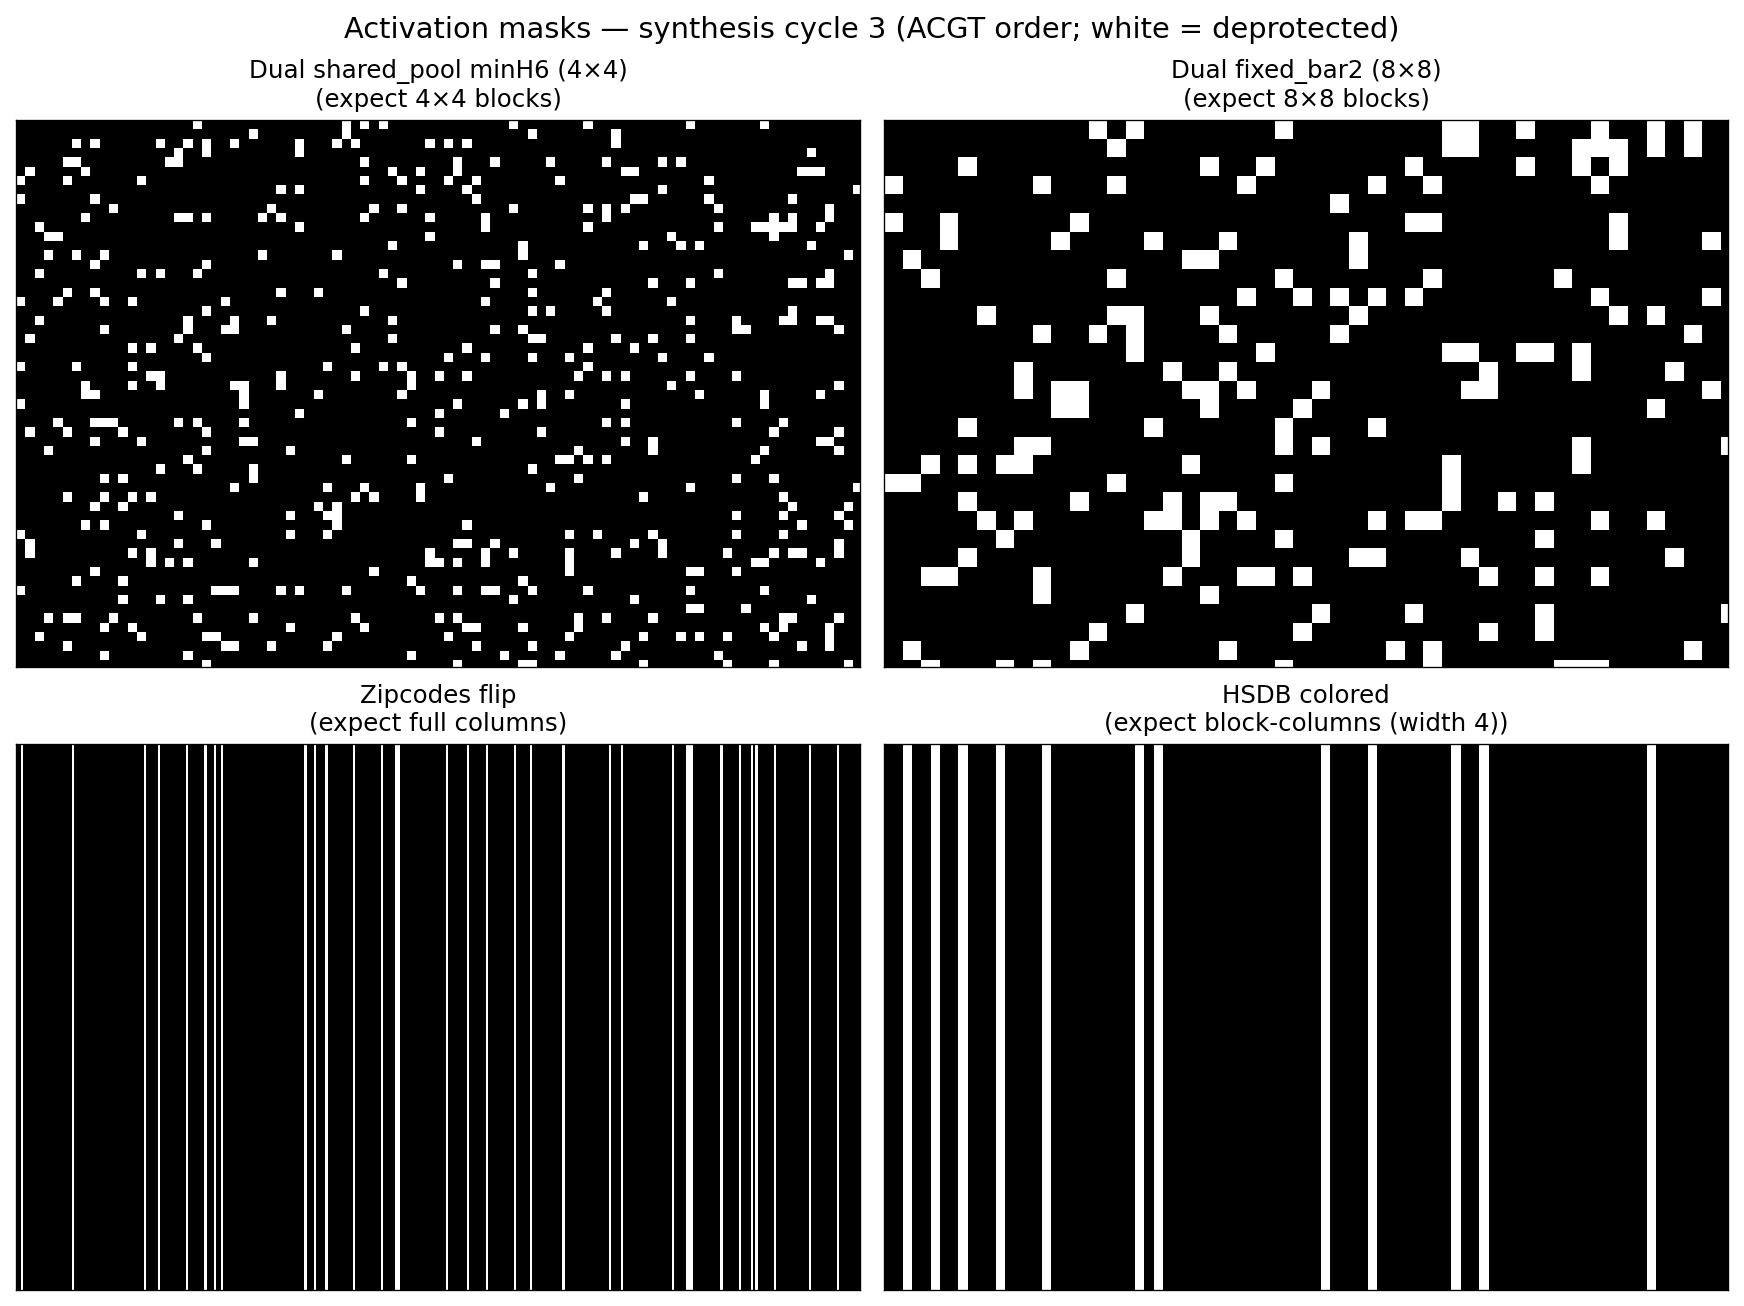 Activation masks — synthesis cycle 3 (ACGT order; white = deprotected)
Dual shared_pool minH6 (4×4)
(expect 4×4 blocks)
Dual fixed_bar2 (8×8)
(expect 8×8 blocks)
Zipcodes flip
(expect full columns)
HSDB colored
(expect block-columns (width 4))